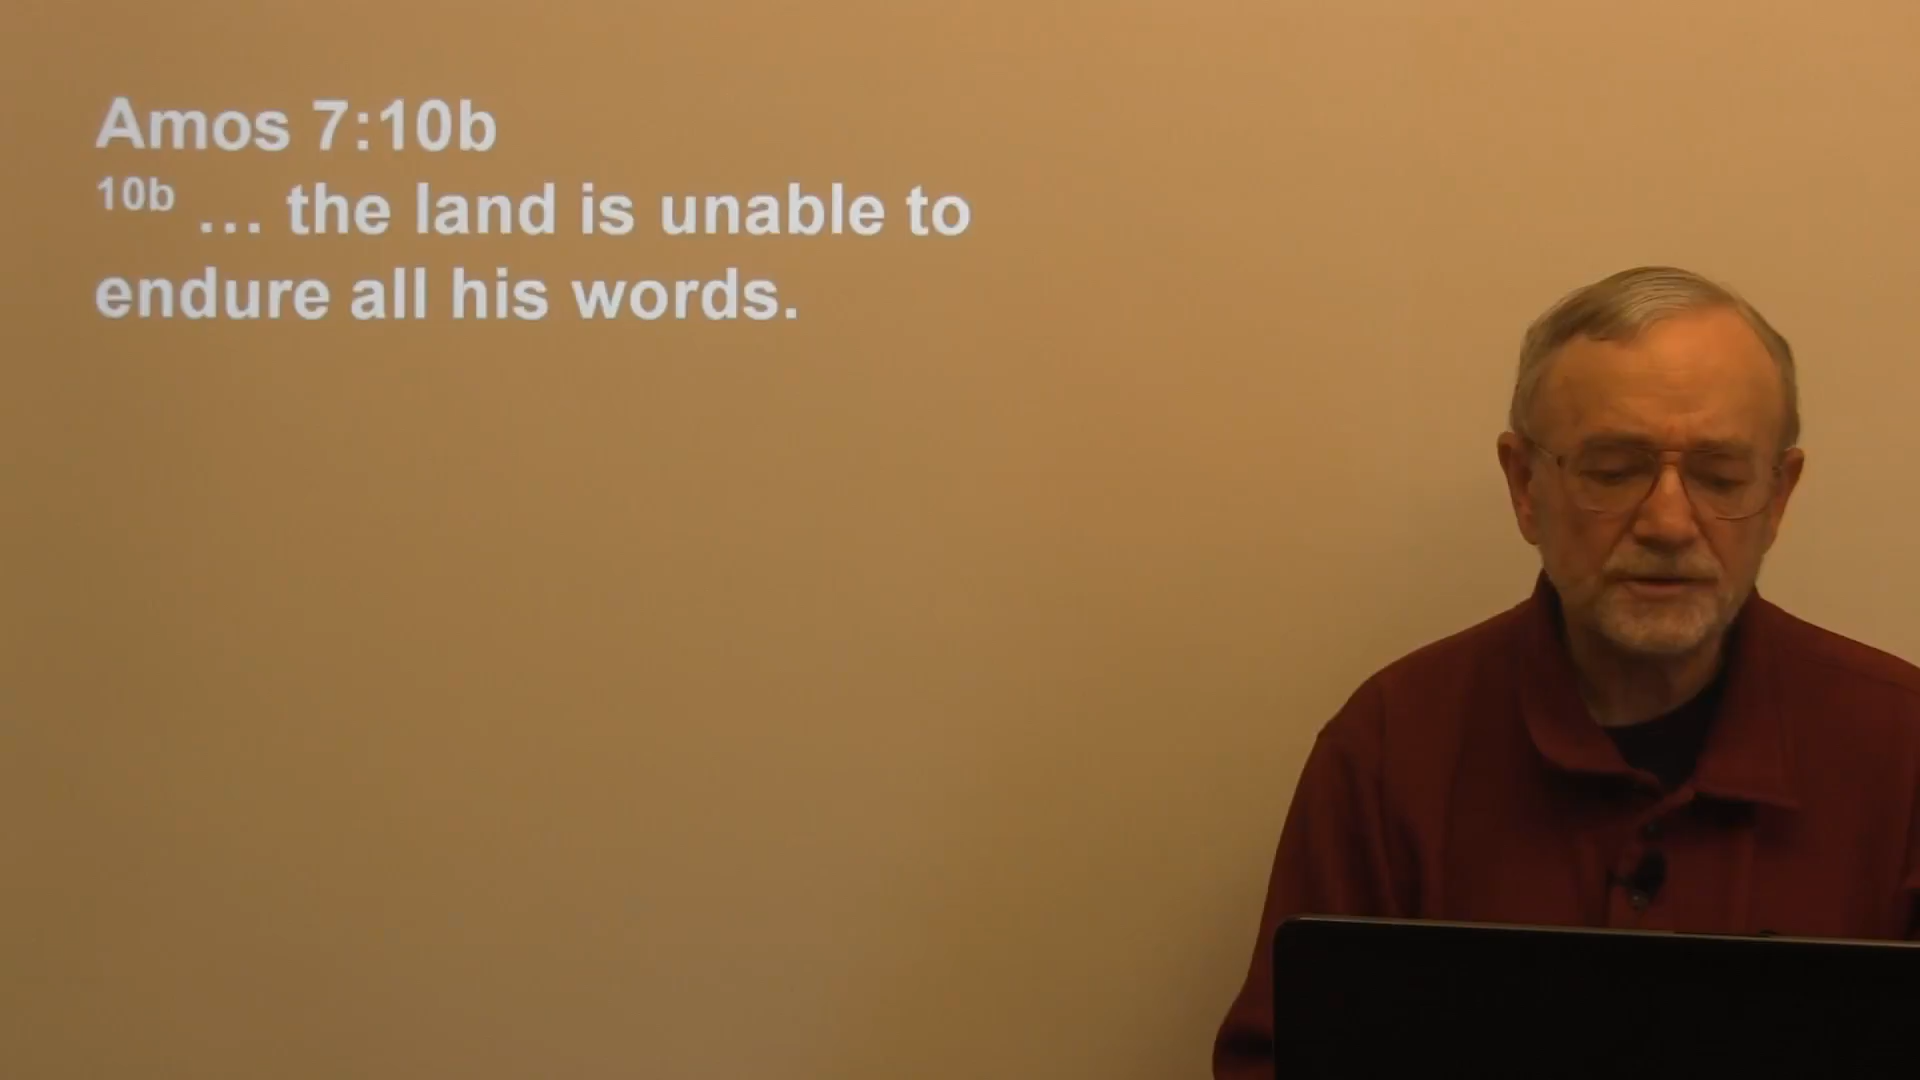 Amos 7:10b
10b ... the land is unable to
endure all his words.